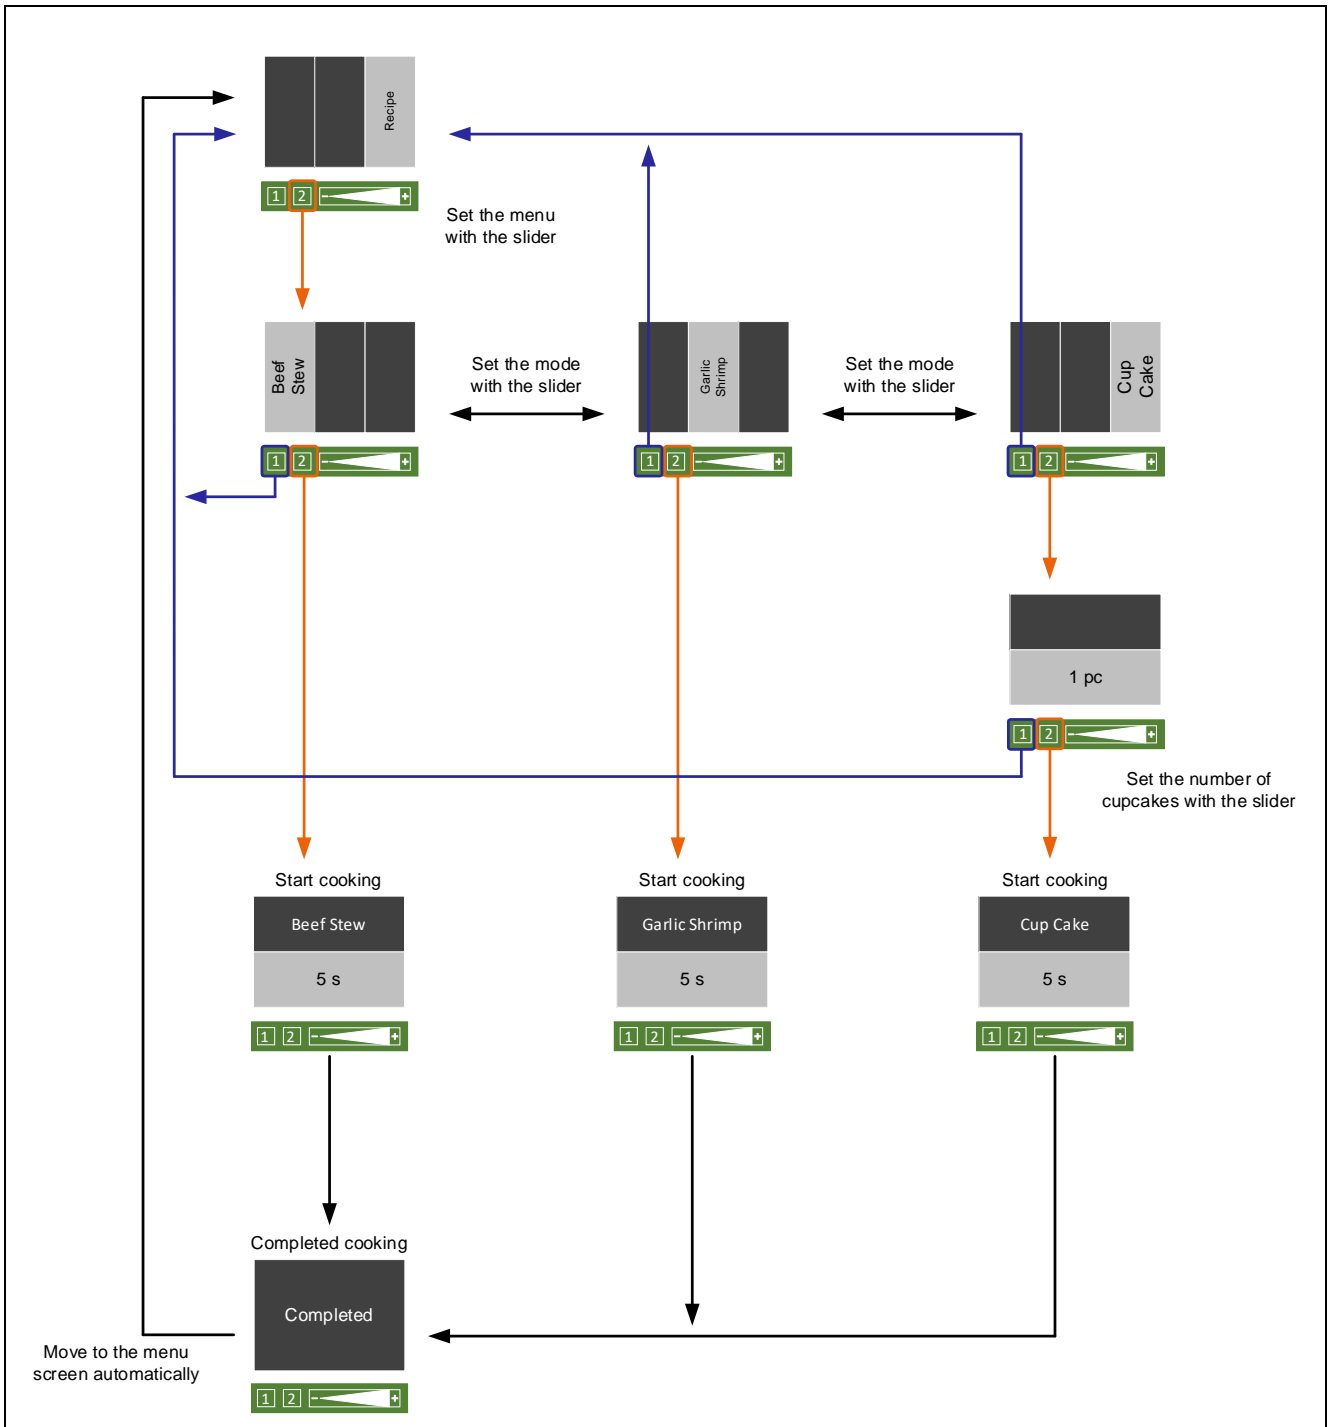 Recipe
1 2 - +
Set the menu
with the slider
Beef
Stew
Set the mode
with the slider
Garlic
Shrimp
Set the mode
with the slider
Cup
Cake
1 2 - +
1 2 - +
1 2 - +
1 pc
1 2 - +
Set the number of
cupcakes with the slider
Start cooking
Start cooking
Start cooking
Beef Stew
Garlic Shrimp
Cup Cake
5 s
5 s
5 s
1 2 - +
1 2 - +
1 2 - +
Completed cooking
Completed
Move to the menu
screen automatically
1 2 - +